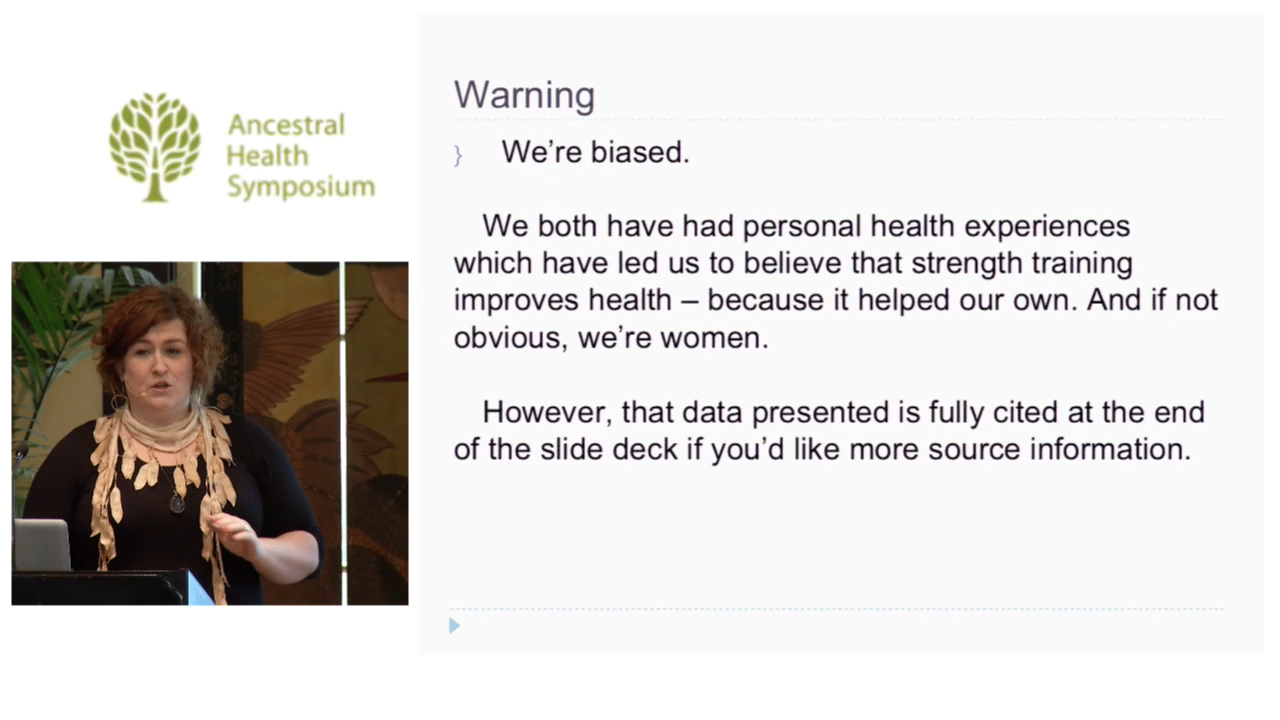 Ancestral
Health
Symposium
Warning
} We're biased.
We both have had personal health experiences
which have led us to believe that strength training
improves health – because it helped our own. And if not
obvious, we're women.
However, that data presented is fully cited at the end
of the slide deck if you'd like more source information.